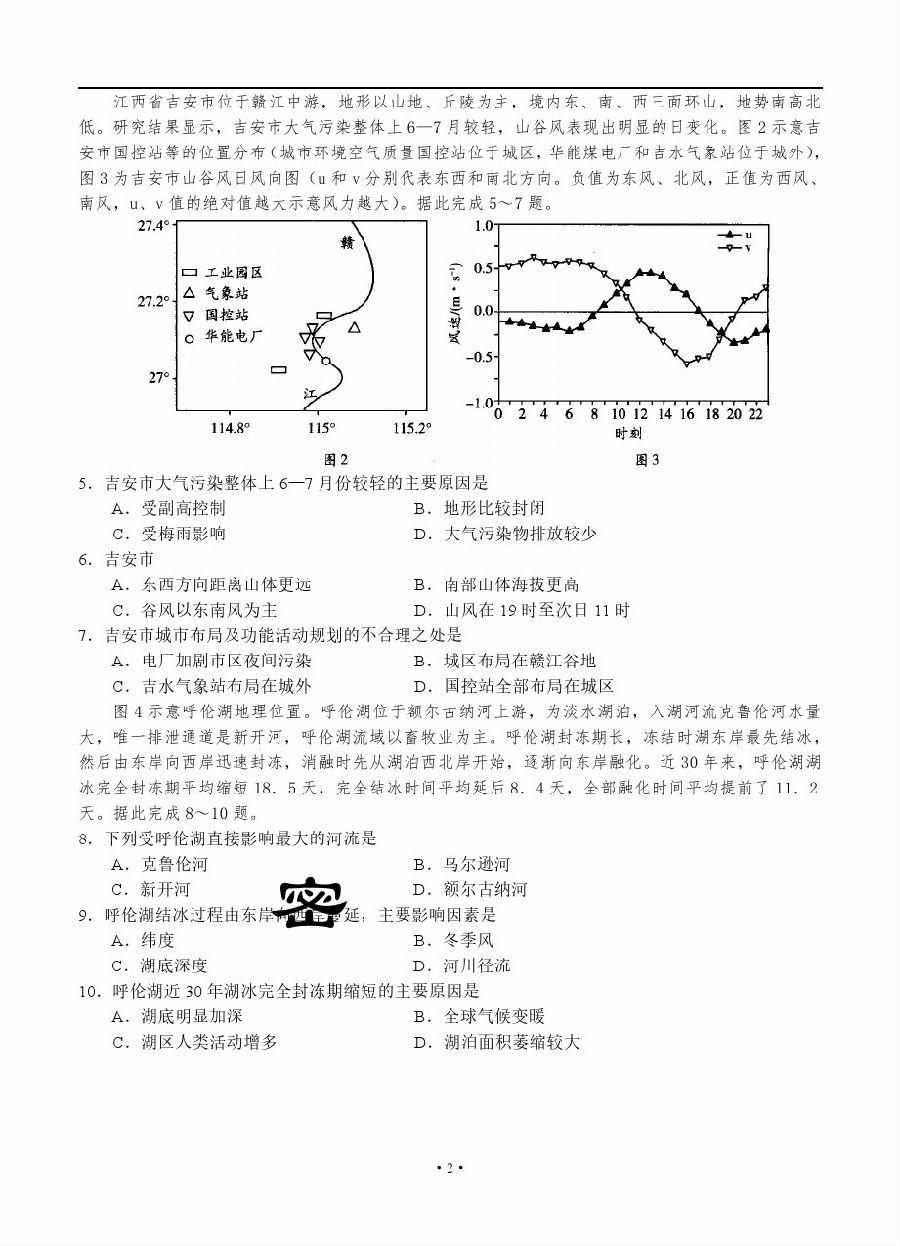 江西省吉安市位于赣江中游，地形以山地、丘陵为主，境内东、南、西三面环山，地势南高北
低。研究结果显示，吉安市大气污染整体上6—7月较轻，山谷风表现出明显的日变化。图2示意吉
安市国控站等的位置分布(城市环境空气质量国控站位于城区，华能煤电厂和吉水气象站位于城外)，
图3为吉安市山谷风日风向图(u和v分别代表东西和南北方向。负值为东风、北风，正值为西风、
南风，u、v值的绝对值越大示意风力越大)。据此完成5～7题。
27.4°
27.2°
27°
114.8°
115°
115.2°
赣
江
工业园区
气象站
国控站
华能电厂
图2
1.0
0.5
0.0
-0.5
-1.0
风速/(m·s⁻¹)
u
v
0 2 4 6 8 10 12 14 16 18 20 22
时刻
图3
5．吉安市大气污染整体上6—7月份较轻的主要原因是
A．受副高控制 B．地形比较封闭
C．受梅雨影响 D．大气污染物排放较少
6．吉安市
A．东西方向距离山体更远 B．南部山体海拔更高
C．谷风以东南风为主 D．山风在19时至次日11时
7．吉安市城市布局及功能活动规划的不合理之处是
A．电厂加剧市区夜间污染 B．城区布局在赣江谷地
C．吉水气象站布局在城外 D．国控站全部布局在城区
图4示意呼伦湖地理位置。呼伦湖位于额尔古纳河上游，为淡水湖泊，入湖河流克鲁伦河水量
大，唯一排泄通道是新开河，呼伦湖流域以畜牧业为主。呼伦湖封冻期长，冻结时湖东岸最先结冰，
然后由东岸向西岸迅速封冻，消融时先从湖泊西北岸开始，逐渐向东岸融化。近30年来，呼伦湖湖
冰完全封冻期平均缩短18．5天，完全结冰时间平均延后8．4天，全部融化时间平均提前了11．2
天。据此完成8～10题。
8．下列受呼伦湖直接影响最大的河流是
A．克鲁伦河 B．乌尔逊河
C．新开河 D．额尔古纳河
密
9．呼伦湖结冰过程由东岸向西岸蔓延，主要影响因素是
A．纬度 B．冬季风
C．湖底深度 D．河川径流
10．呼伦湖近30年湖冰完全封冻期缩短的主要原因是
A．湖底明显加深 B．全球气候变暖
C．湖区人类活动增多 D．湖泊面积萎缩较大
·2·